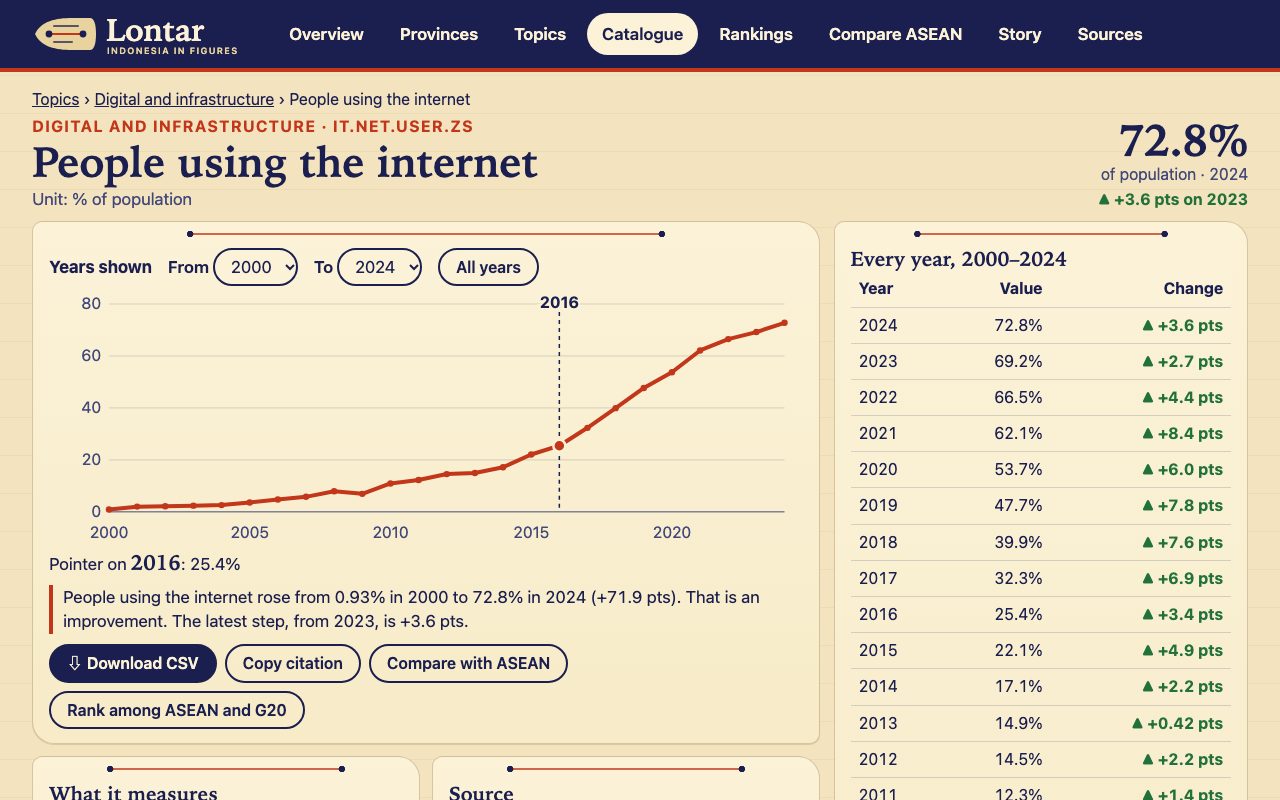 Lontar
INDONESIA IN FIGURES
Overview
Provinces
Topics
Catalogue
Rankings
Compare ASEAN
Story
Sources
Topics › Digital and infrastructure › People using the internet
DIGITAL AND INFRASTRUCTURE · IT.NET.USER.ZS
People using the internet
Unit: % of population
72.8%
of population · 2024
▲ +3.6 pts on 2023
Years shown From 2000 To 2024 All years
2016
80
60
40
20
0
2000 2005 2010 2015 2020
Pointer on 2016: 25.4%
People using the internet rose from 0.93% in 2000 to 72.8% in 2024 (+71.9 pts). That is an
improvement. The latest step, from 2023, is +3.6 pts.
⇩ Download CSV
Copy citation
Compare with ASEAN
Rank among ASEAN and G20
What it measures
Source
Every year, 2000–2024
Year Value Change
2024 72.8% ▲ +3.6 pts
2023 69.2% ▲ +2.7 pts
2022 66.5% ▲ +4.4 pts
2021 62.1% ▲ +8.4 pts
2020 53.7% ▲ +6.0 pts
2019 47.7% ▲ +7.8 pts
2018 39.9% ▲ +7.6 pts
2017 32.3% ▲ +6.9 pts
2016 25.4% ▲ +3.4 pts
2015 22.1% ▲ +4.9 pts
2014 17.1% ▲ +2.2 pts
2013 14.9% ▲ +0.42 pts
2012 14.5% ▲ +2.2 pts
2011 12.3% ▲ +1.4 pts